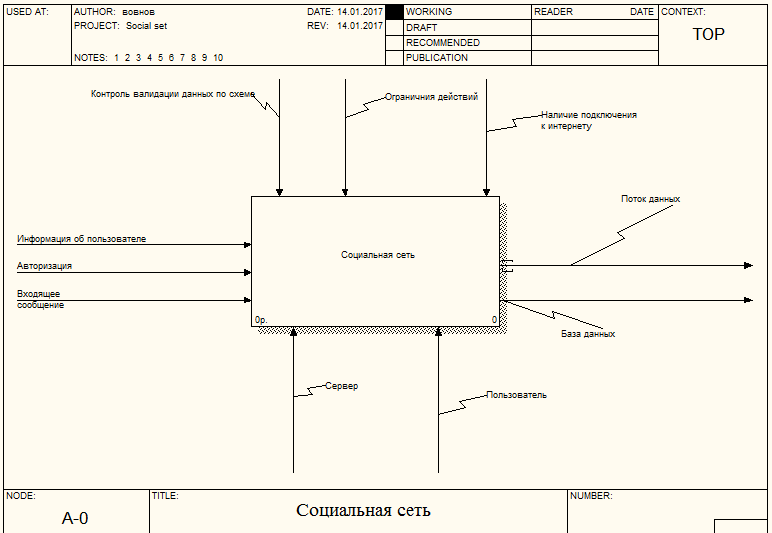 USED AT:
AUTHOR: вовнов
DATE: 14.01.2017
WORKING
READER
DATE
CONTEXT:
PROJECT: Social set
REV: 14.01.2017
DRAFT
TOP
RECOMMENDED
NOTES: 1 2 3 4 5 6 7 8 9 10
PUBLICATION
Контроль валидации данных по схеме
Ограничния действий
Наличие подключения
к интернету
Поток данных
Информация об пользователе
Социальная сеть
Авторизация
Входящее
сообщение
0р.
0
База данных
Сервер
Пользователь
NODE:
TITLE:
NUMBER:
A-0
Социальная сеть